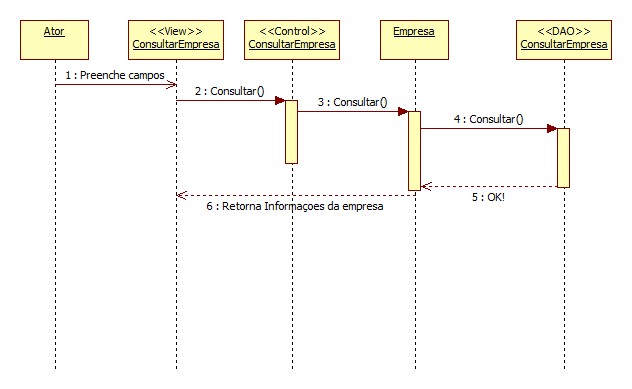 Ator
<<View>>
ConsultarEmpresa
<<Control>>
ConsultarEmpresa
Empresa
<<DAO>>
ConsultarEmpresa
1 : Preenche campos
2 : Consultar()
3 : Consultar()
4 : Consultar()
5 : OK!
6 : Retorna Informaçoes da empresa